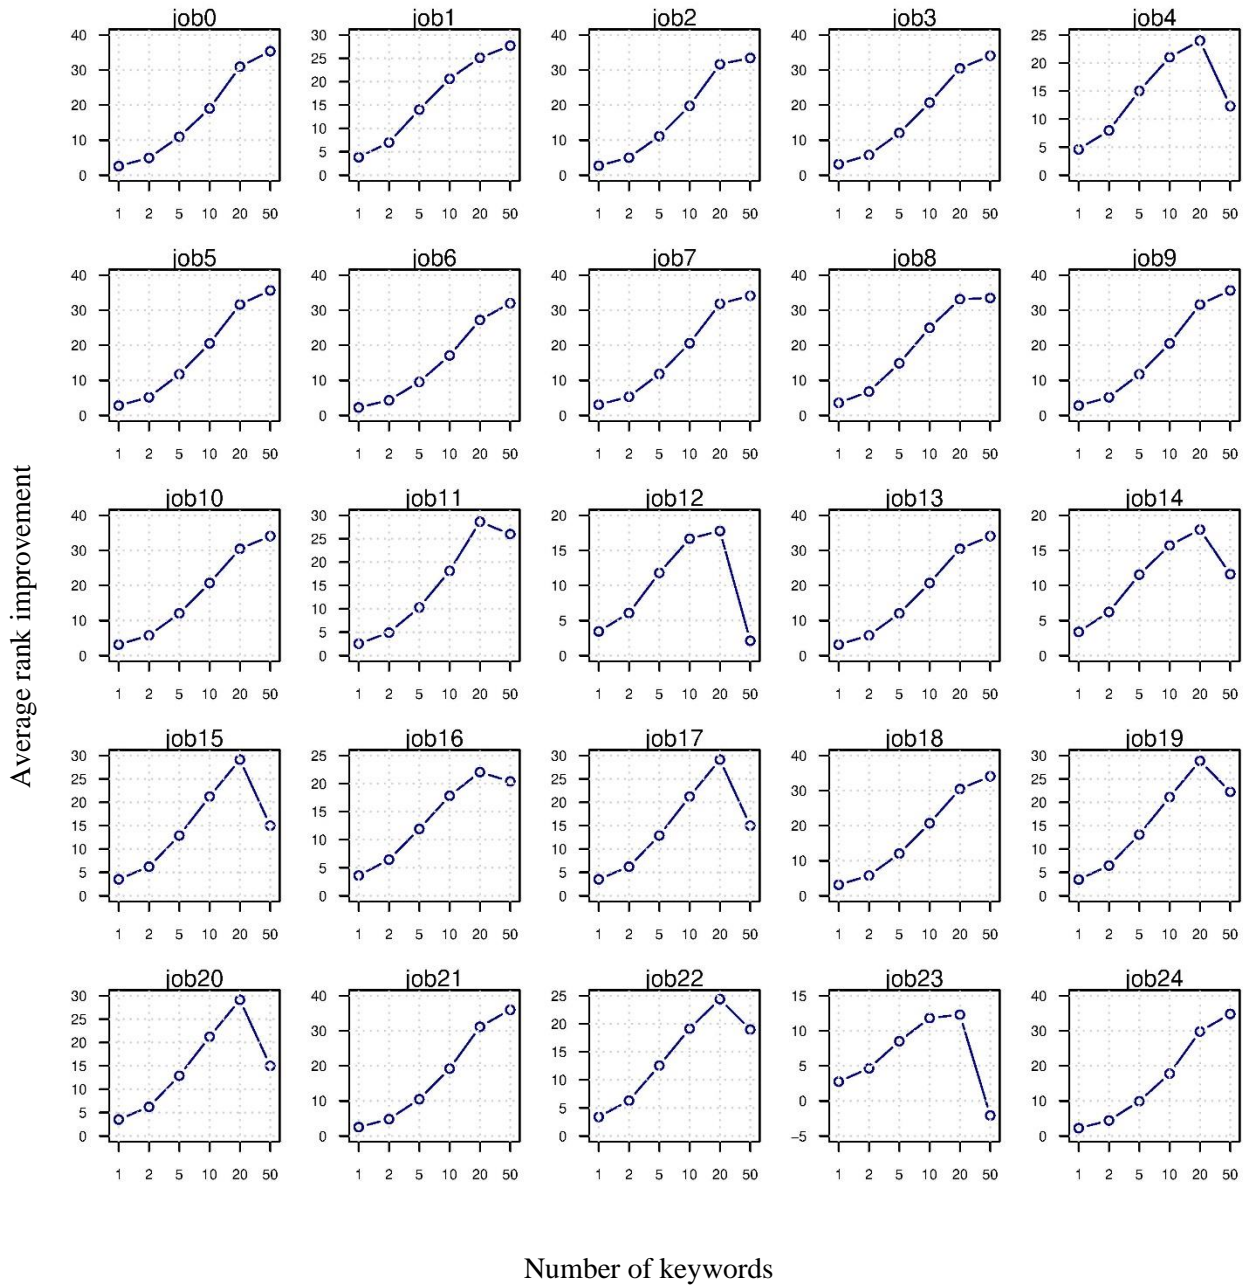 job0 job1 job2 job3 job4
40 30 40 40 25
25 20
30 30 30
20 15
20 15 20 20
10
10 10 10 10
5 5
0 0 0 0 0
1 2 5 10 20 50 1 2 5 10 20 50 1 2 5 10 20 50 1 2 5 10 20 50 1 2 5 10 20 50
job5 job6 job7 job8 job9
40 40 40 40 40
30 30 30 30 30
20 20 20 20 20
10 10 10 10 10
0 0 0 0 0
1 2 5 10 20 50 1 2 5 10 20 50 1 2 5 10 20 50 1 2 5 10 20 50 1 2 5 10 20 50
Average rank improvement
job10 job11 job12 job13 job14
40 30 20 40 20
25
30 15 30 15
20
20 15 10 20 10
10
10 5 10 5
5
0 0 0 0 0
1 2 5 10 20 50 1 2 5 10 20 50 1 2 5 10 20 50 1 2 5 10 20 50 1 2 5 10 20 50
job15 job16 job17 job18 job19
30 25 30 40 30
25 20 25 25
20 20 30 20
15 15
15 15 20 15
10 10 10 10
10
5 5 5 5
0 0 0 0 0
1 2 5 10 20 50 1 2 5 10 20 50 1 2 5 10 20 50 1 2 5 10 20 50 1 2 5 10 20 50
job20 job21 job22 job23 job24
30 40 25 15 40
25 20
20 30 10 30
15
15 20 5 20
10 10
10 0 10
5 5
0 0 0 −5 0
1 2 5 10 20 50 1 2 5 10 20 50 1 2 5 10 20 50 1 2 5 10 20 50 1 2 5 10 20 50
Number of keywords